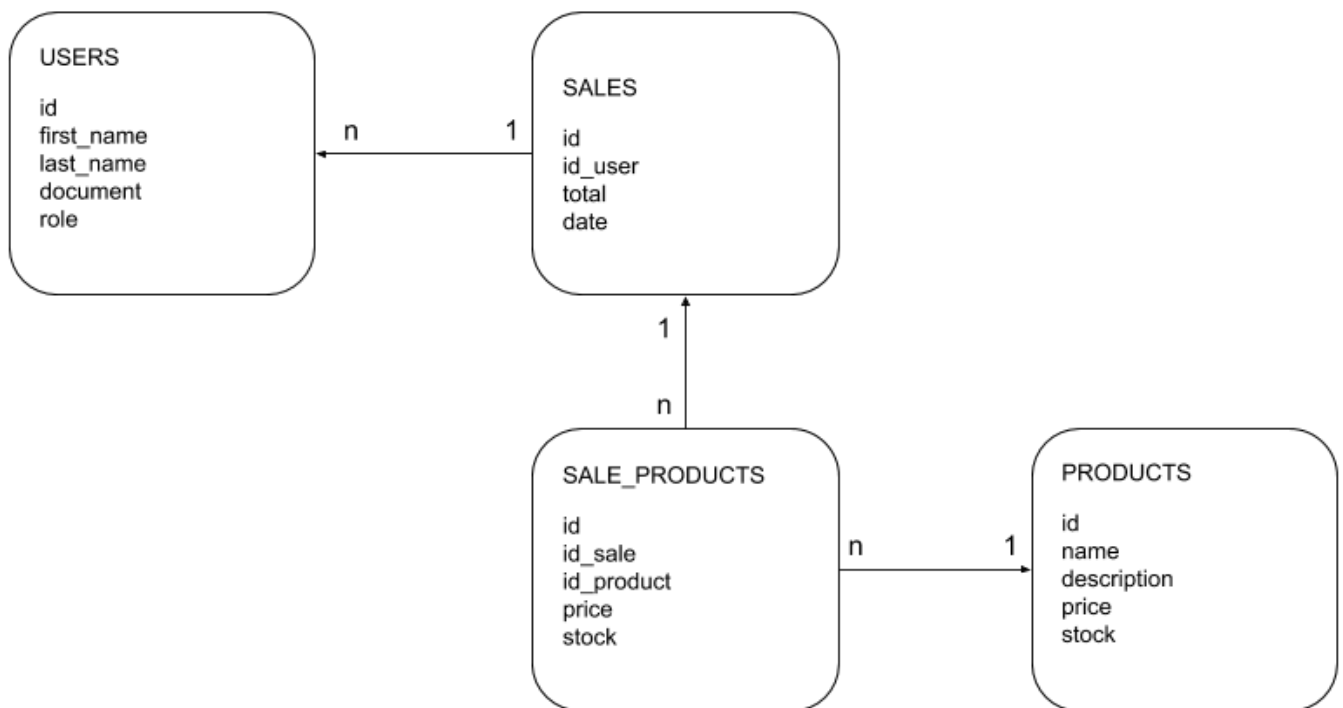 USERS
id
first_name
last_name
document
role
n
1
SALES
id
id_user
total
date
1
n
SALE_PRODUCTS
id
id_sale
id_product
price
stock
n
1
PRODUCTS
id
name
description
price
stock